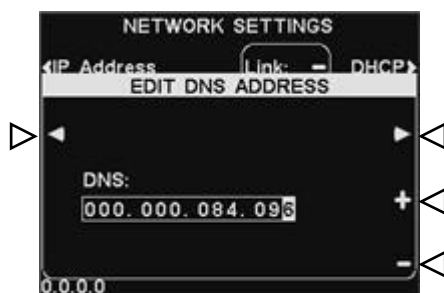 NETWORK SETTINGS
IP Address Link: DHCP
EDIT DNS ADDRESS
DNS:
000. 000. 084. 096
0.0.0.0